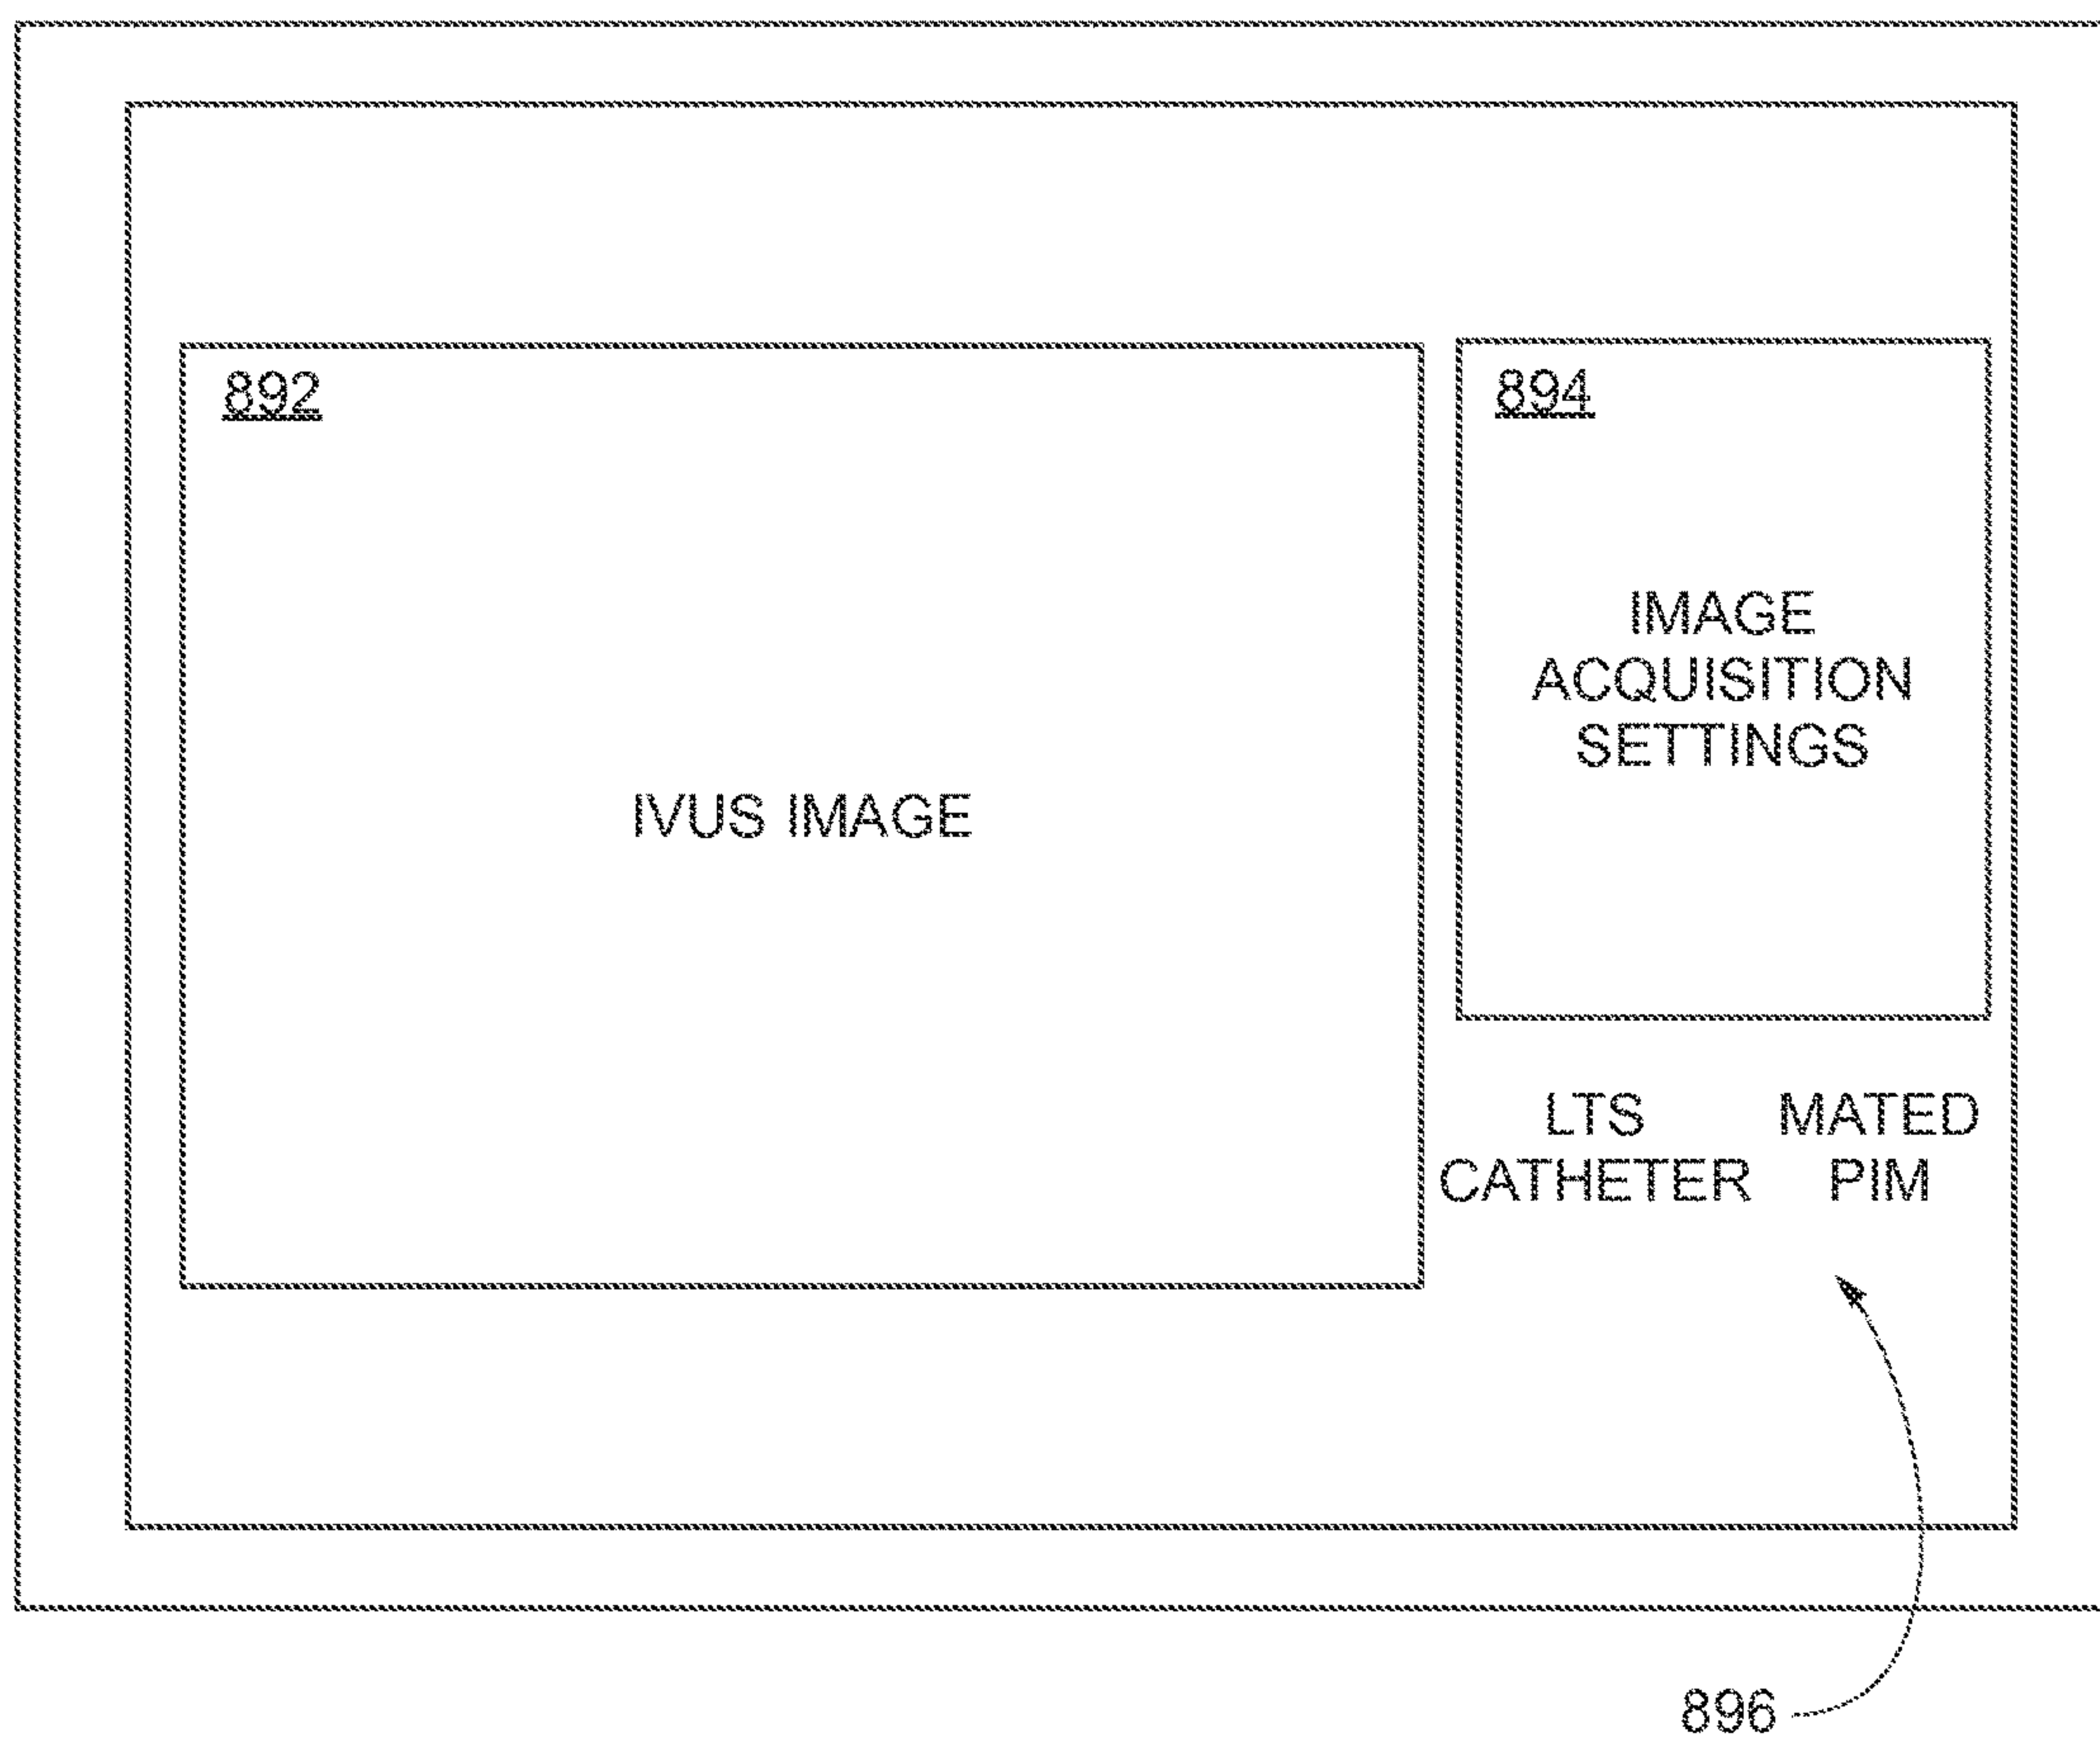 892
IVUS IMAGE
894
IMAGE
ACQUISITION
SETTINGS
LTS
CATHETER
MATED
PIM
896